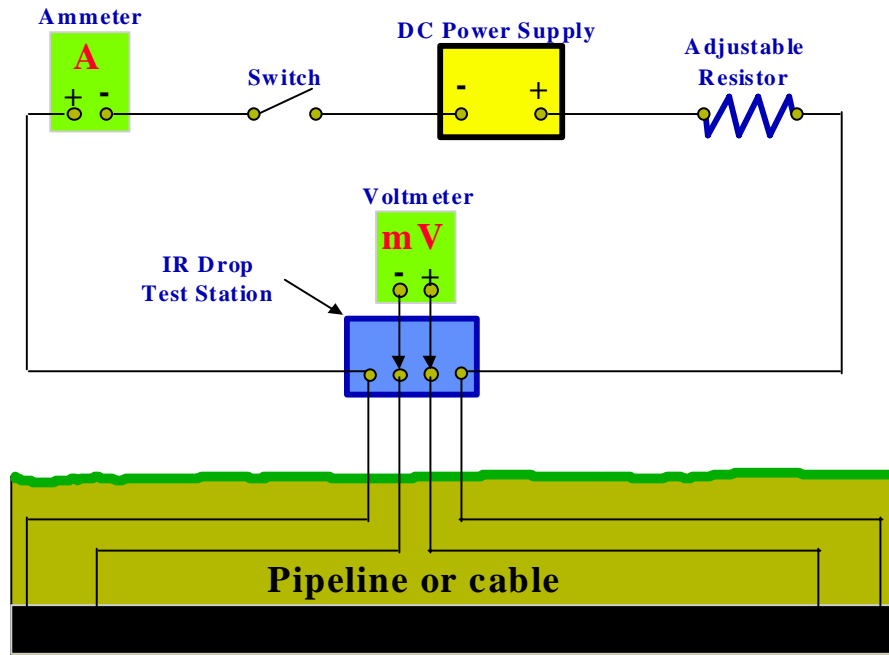 Ammeter
A
+ -
Switch
DC Power Supply
- +
Adjustable
Resistor
Voltmeter
mV
- +
IR Drop
Test Station
Pipeline or cable